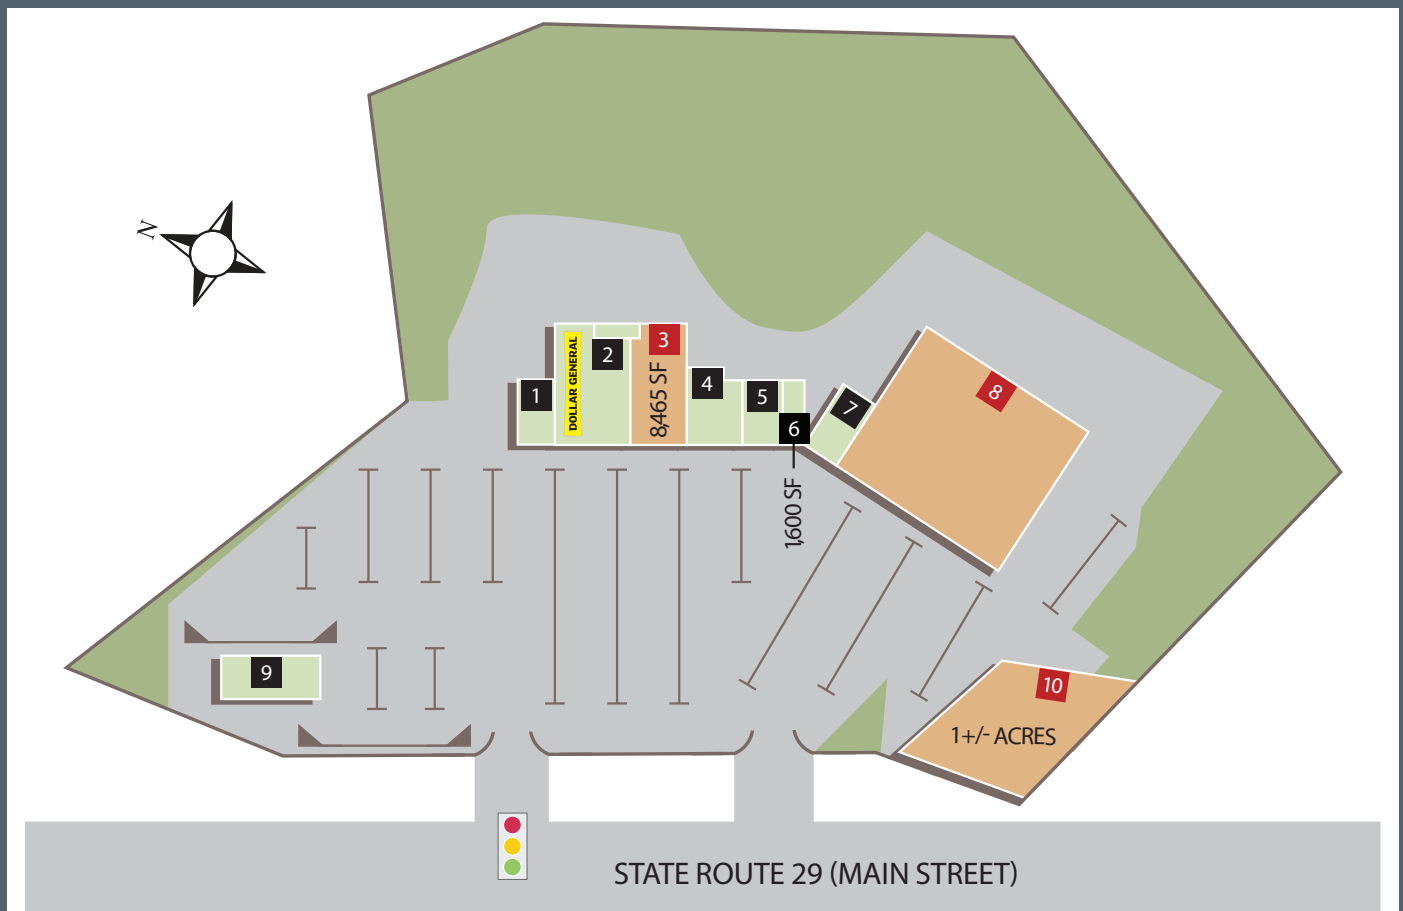 N
DOLLAR GENERAL
1
2
3
8,465 SF
4
5
6
1,600 SF
7
8
9
10
1+/- ACRES
STATE ROUTE 29 (MAIN STREET)